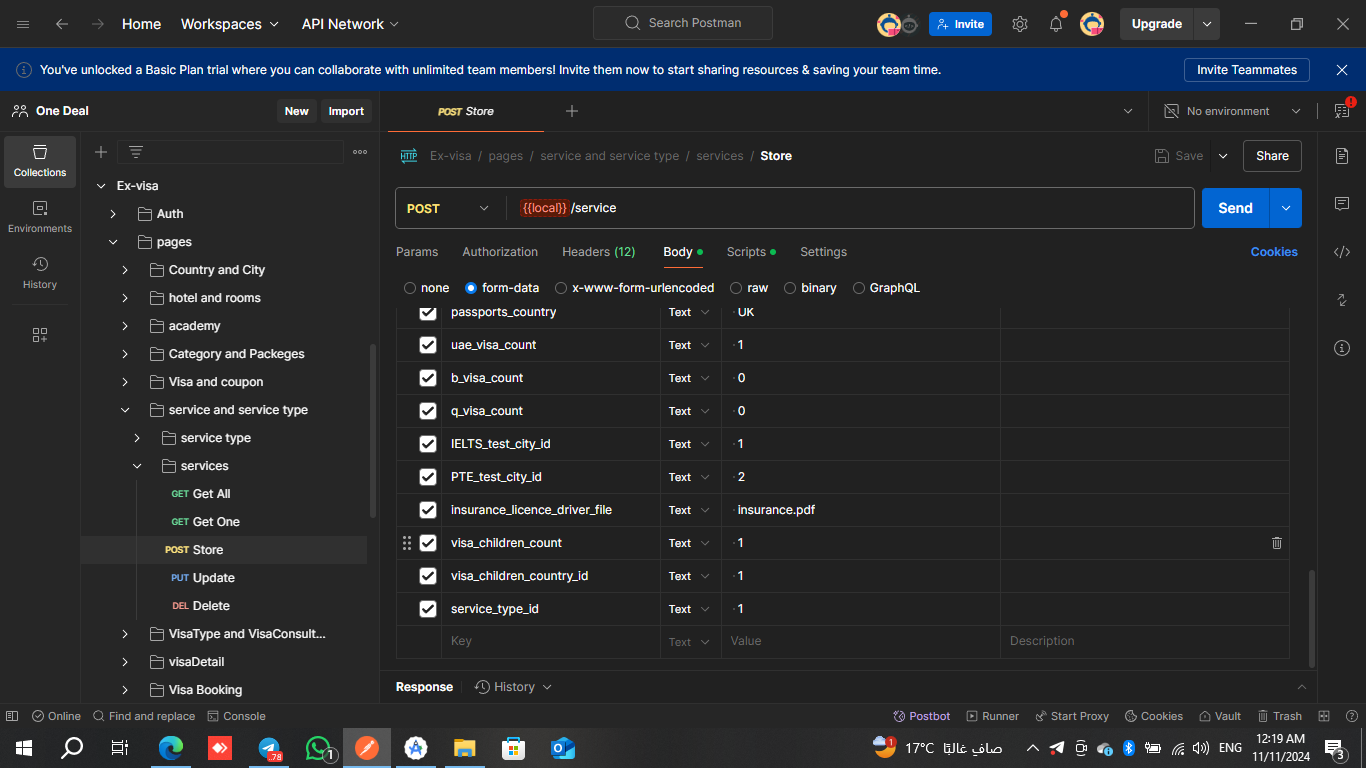 Home Workspaces API Network Search Postman Invite Upgrade
You've unlocked a Basic Plan trial where you can collaborate with unlimited team members! Invite them now to start sharing resources & saving your team time. Invite Teammates
One Deal New Import POST Store No environment
Collections
Environments
History
Ex-visa
Auth
pages
Country and City
hotel and rooms
academy
Category and Packeges
Visa and coupon
service and service type
service type
services
GET Get All
GET Get One
POST Store
PUT Update
DEL Delete
VisaType and VisaConsult...
visaDetail
Visa Booking
HTTP Ex-visa / pages / service and service type / services / Store Save Share
POST {{local}} /service Send
Params Authorization Headers (12) Body Scripts Settings Cookies
none form-data x-www-form-urlencoded raw binary GraphQL
passports_country Text UK
uae_visa_count Text 1
b_visa_count Text 0
q_visa_count Text 0
IELTS_test_city_id Text 1
PTE_test_city_id Text 2
insurance_licence_driver_file Text insurance.pdf
visa_children_count Text 1
visa_children_country_id Text 1
service_type_id Text 1
Key Text Value Description
Response History
Online Find and replace Console Postbot Runner Start Proxy Cookies Vault Trash
78 1 1 17°C صافٍ غالبًا ENG 12:19 AM
11/11/2024 3